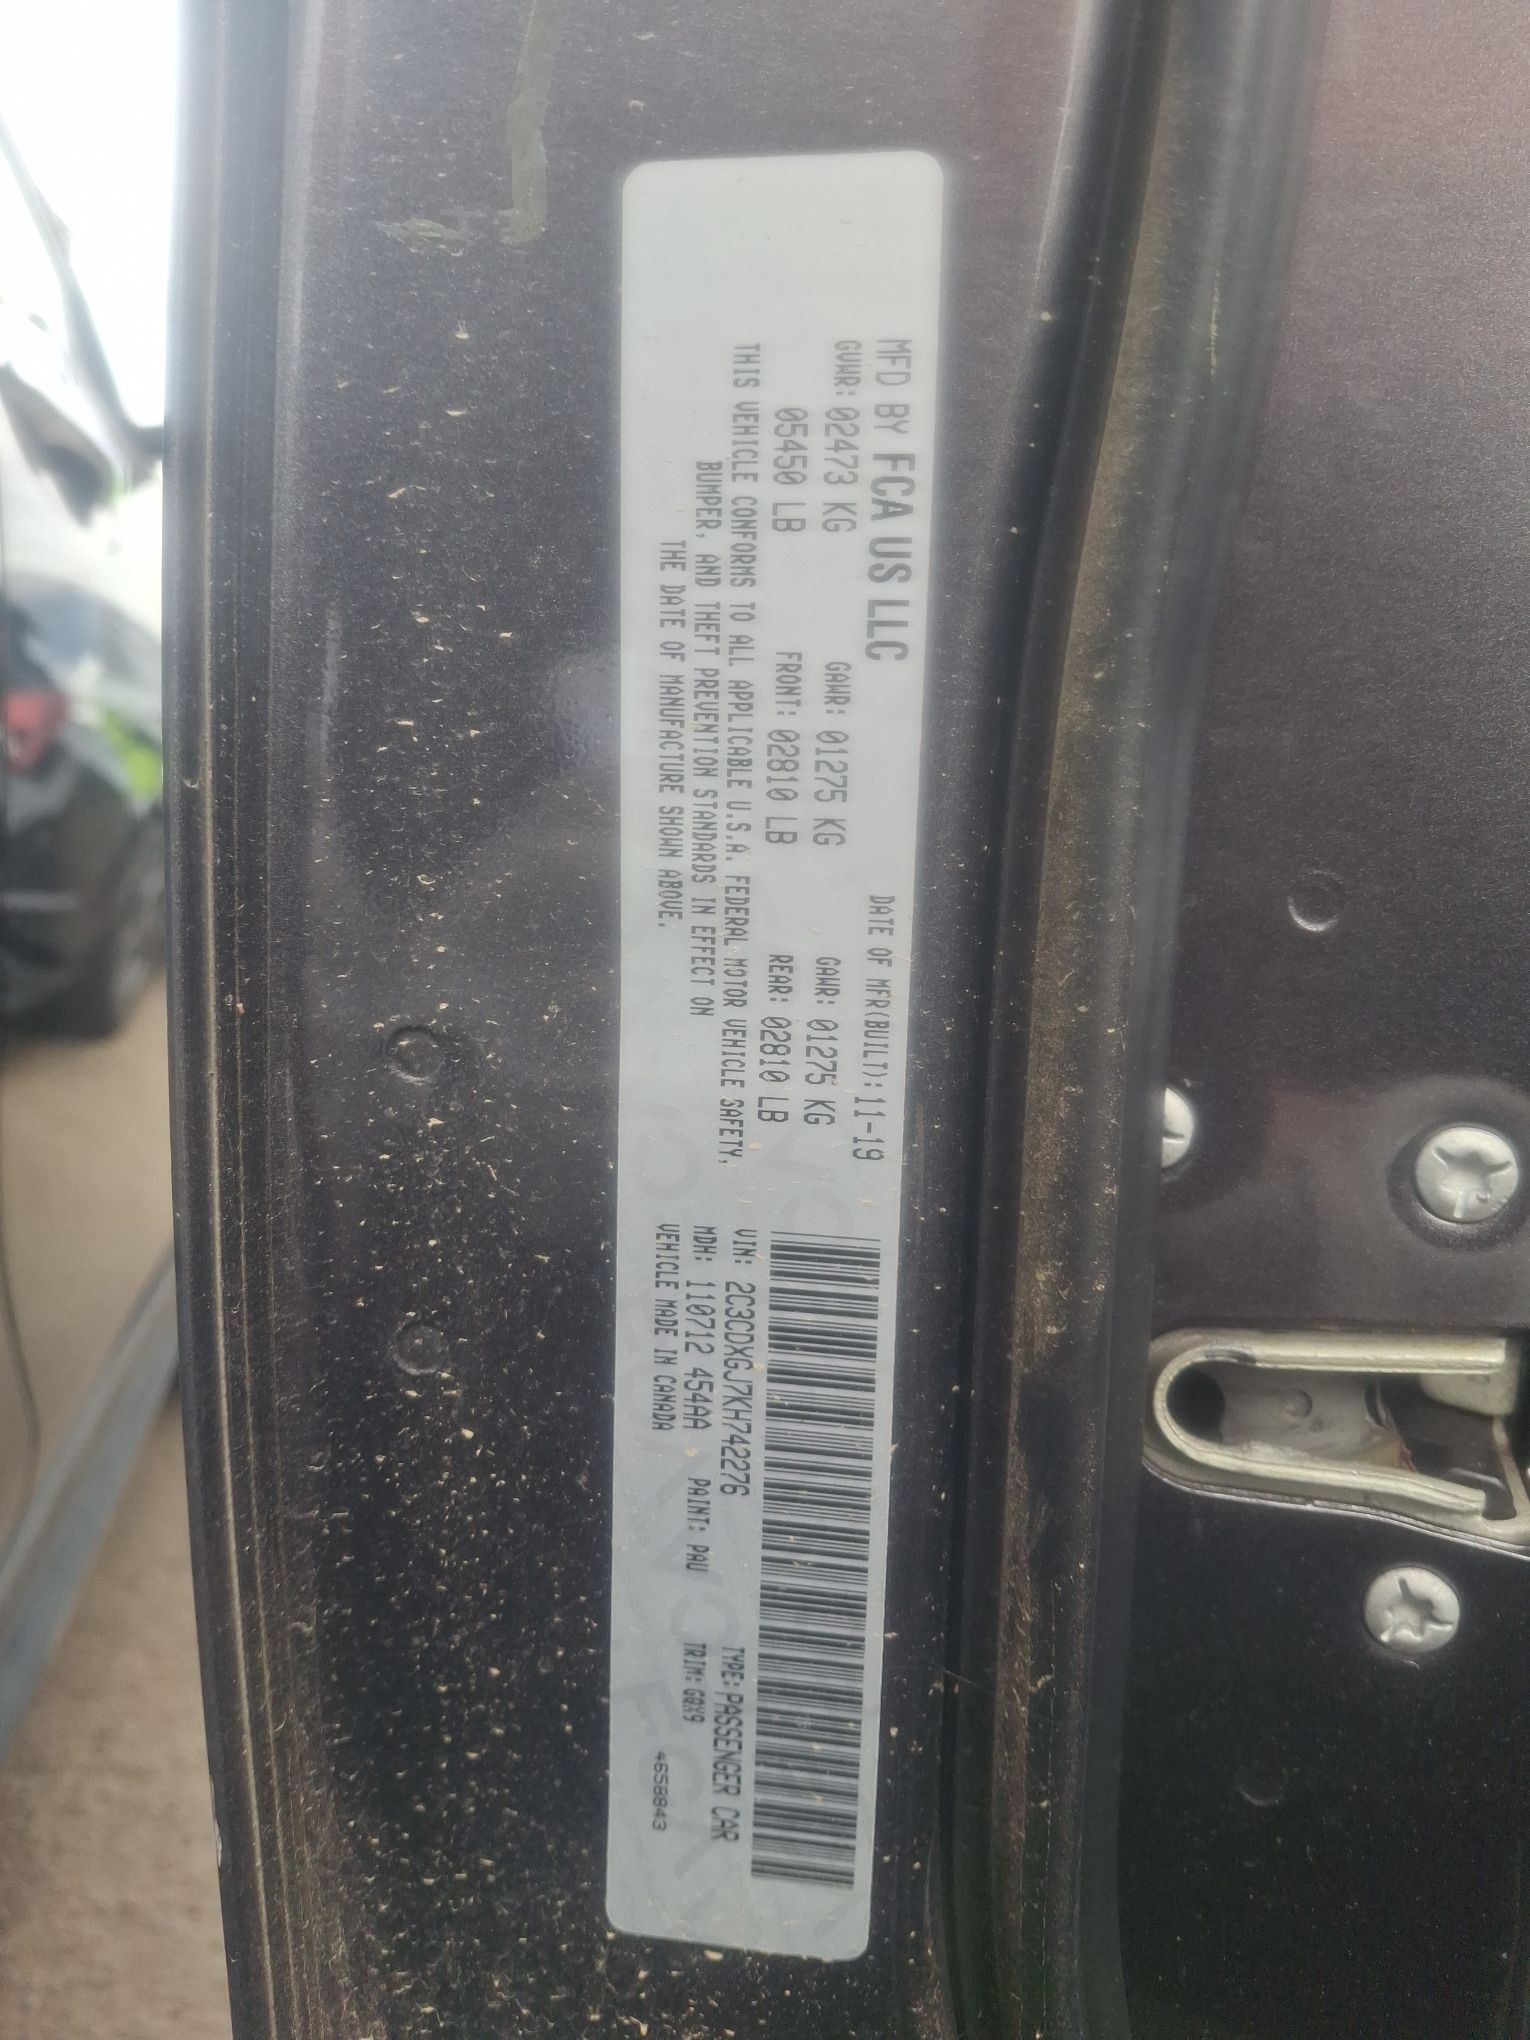 MFD BY FCA US LLC DATE OF MFR(BUILT): 11-19
GVWR: 02473 KG GAWR: 01275 KG GAWR: 01275 KG
05450 LB FRONT: 02810 LB REAR: 02810 LB
THIS VEHICLE CONFORMS TO ALL APPLICABLE U.S.A. FEDERAL MOTOR VEHICLE SAFETY,
BUMPER, AND THEFT PREVENTION STANDARDS IN EFFECT ON
THE DATE OF MANUFACTURE SHOWN ABOVE.
VIN: 2C3CDXGJ7KH742276 TYPE: PASSENGER CAR
MDH: 110712 454AA PAINT: PAU TRIM: GQX9
VEHICLE MADE IN CANADA 4658843